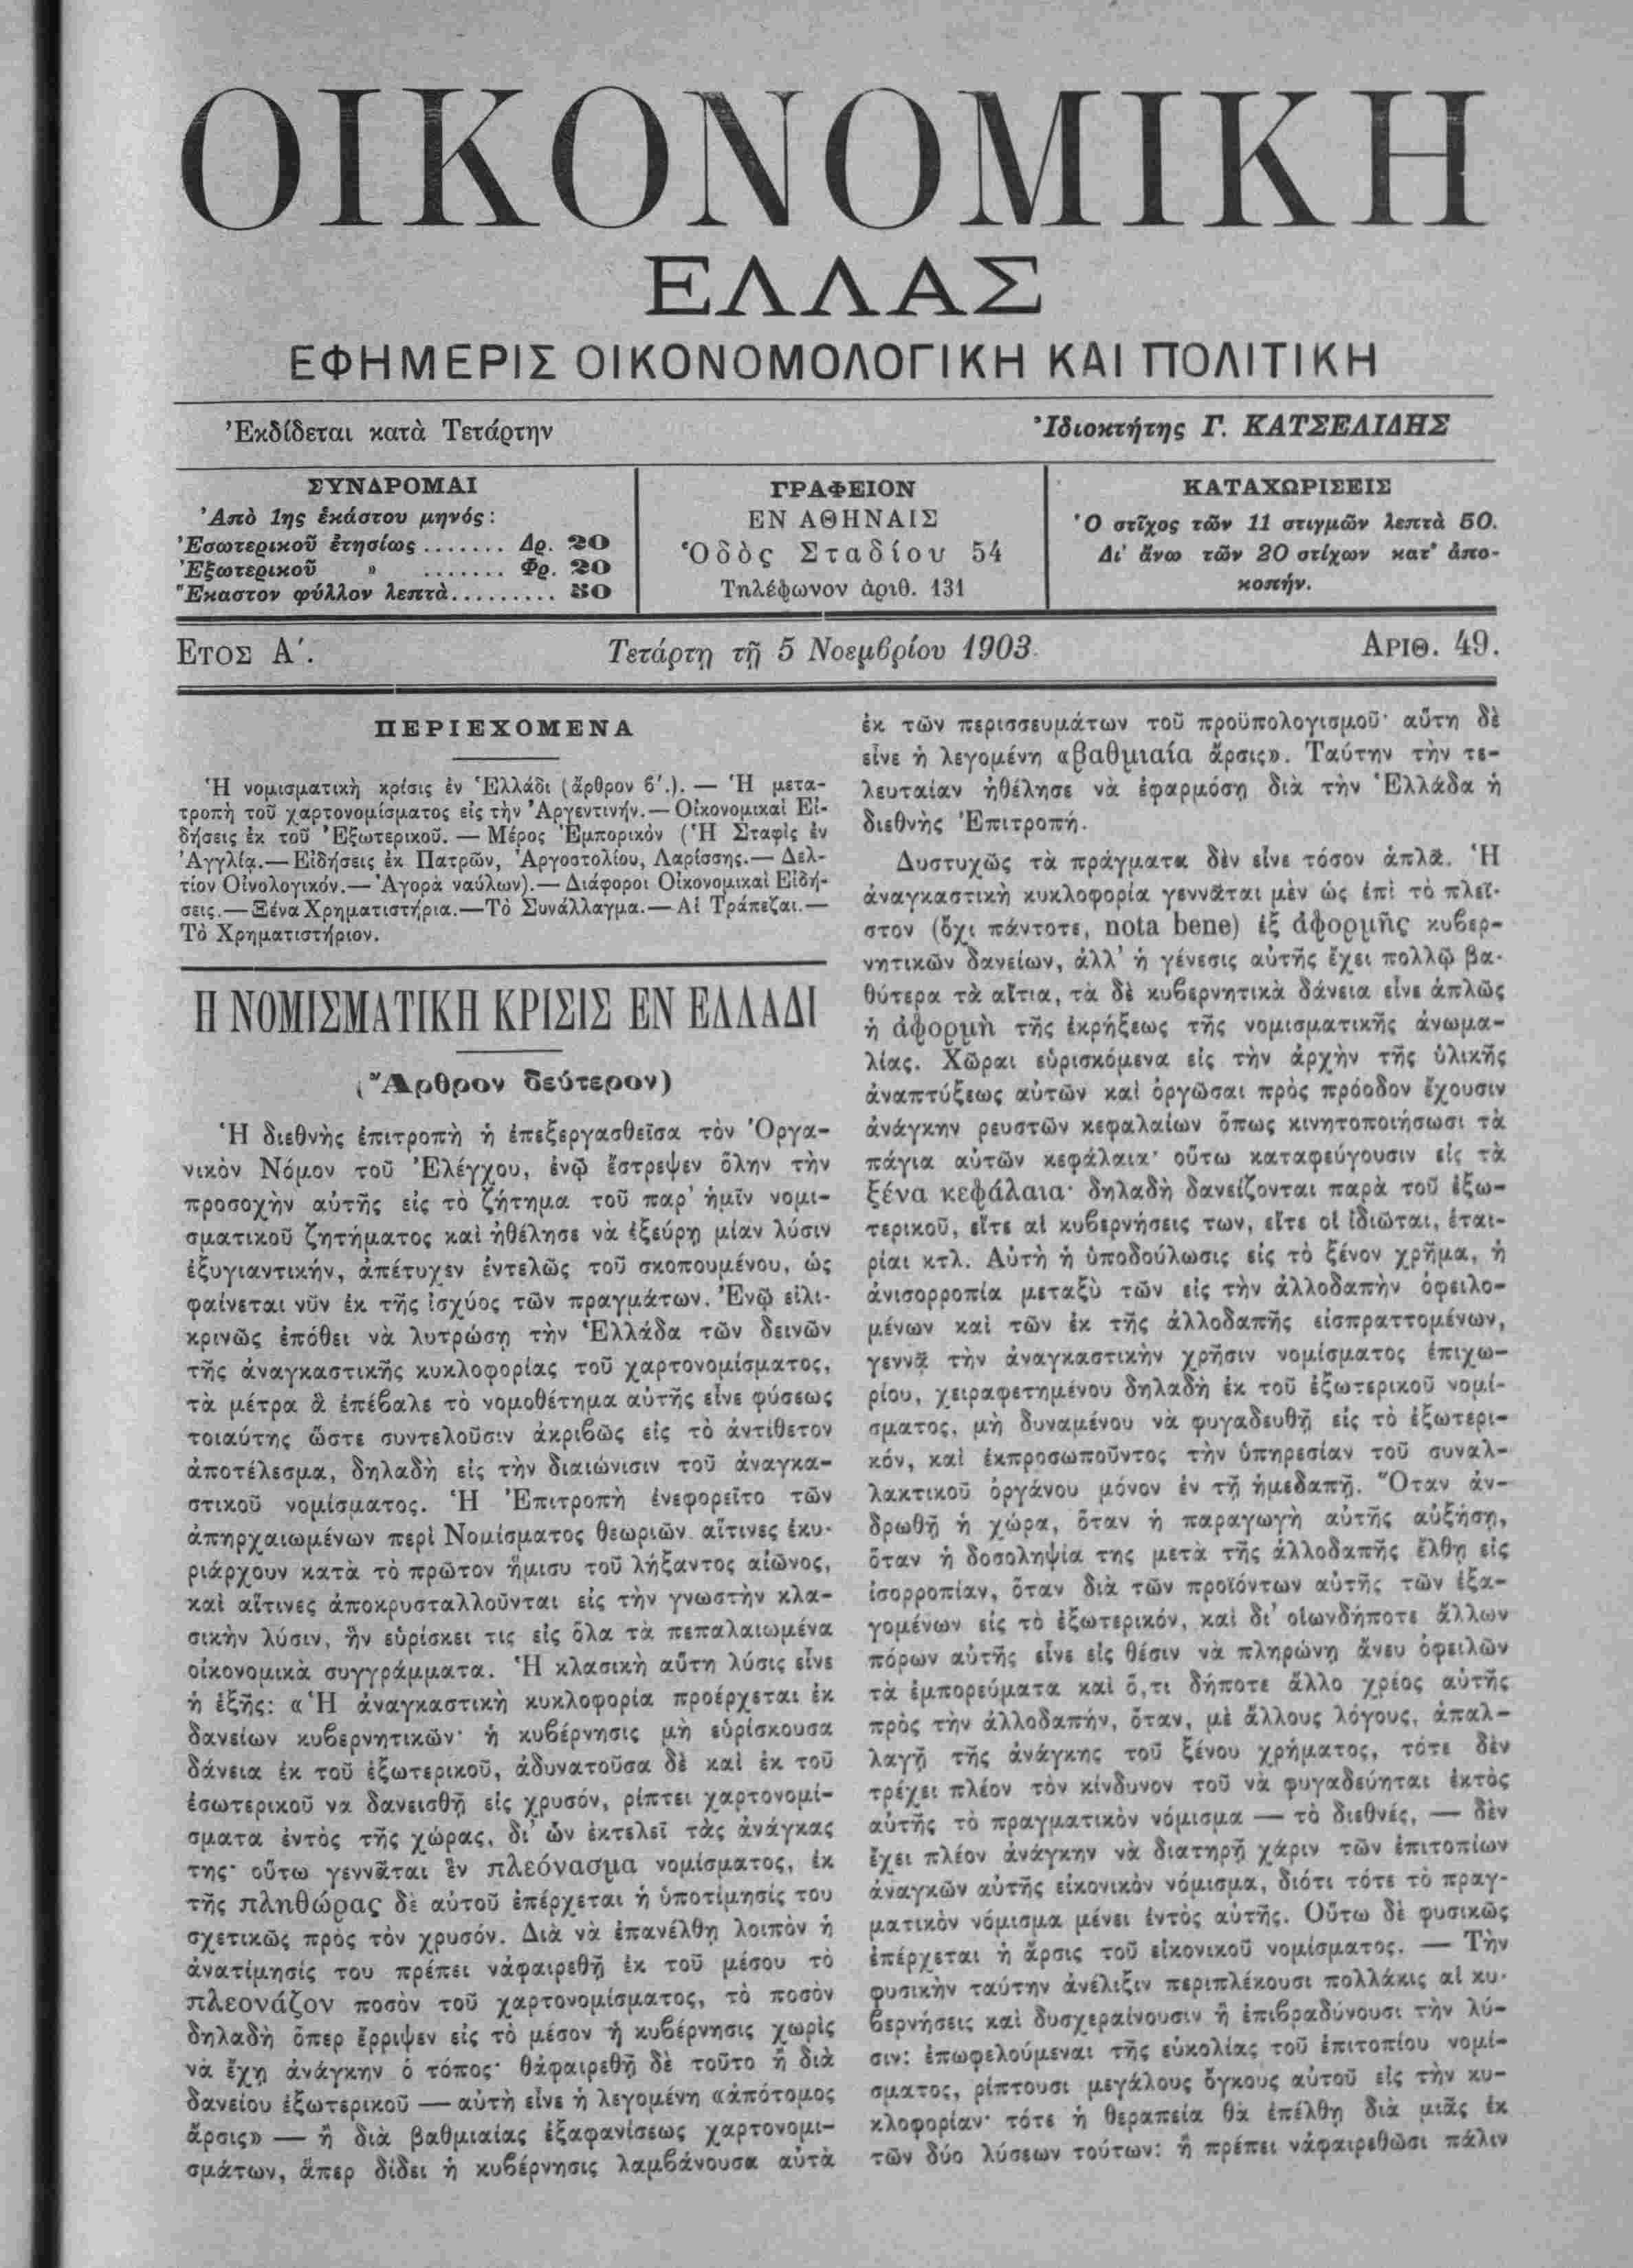 ΟΙΚΟΝΟΜΙΚΗ
ΕΛΛΑΣ
ΕΦΗΜΕΡΙΣ ΟΙΚΟΝΟΜΟΛΟΓΙΚΗ ΚΑΙ ΠΟΛΙΤΙΚΗ
Ἐκδίδεται κατὰ Τετάρτην
Ἰδιοκτήτης Γ. ΚΑΤΣΕΛΙΔΗΣ
ΣΥΝΔΡΟΜΑΙ
Ἀπὸ 1ης ἑκάστου μηνός:
Ἐσωτερικοῦ ἐτησίως ....... Δρ. 20
Ἐξωτερικοῦ » ....... Φρ. 20
Ἕκαστον φύλλον λεπτὰ.......... 50
ΓΡΑΦΕΙΟΝ
ΕΝ ΑΘΗΝΑΙΣ
Ὁδὸς Σταδίου 54
Τηλέφωνον ἀριθ. 131
ΚΑΤΑΧΩΡΙΣΕΙΣ
Ὁ στῖχος τῶν 11 στιγμῶν λεπτὰ 50.
Δι' ἄνω τῶν 20 στίχων κατ' ἀπο-
κοπήν.
ΕΤΟΣ Α΄.
Τετάρτῃ τῇ 5 Νοεμβρίου 1903
ΑΡΙΘ. 49.
ΠΕΡΙΕΧΟΜΕΝΑ
Ἡ νομισματικὴ κρίσις ἐν Ἑλλάδι (ἄρθρον β΄.). — Ἡ μετα-
τροπὴ τοῦ χαρτονομίσματος εἰς τὴν Ἀργεντινήν.— Οἰκονομικαὶ Εἰ-
δήσεις ἐκ τοῦ Ἐξωτερικοῦ. — Μέρος Ἐμπορικὸν (Ἡ Σταφὶς ἐν
Ἀγγλίᾳ.— Εἰδήσεις ἐκ Πατρῶν, Ἀργοστολίου, Λαρίσσης.— Δελ-
τίον Οἰνολογικόν.— Ἀγορὰ ναύλων).— Διάφοροι Οἰκονομικαὶ Εἰδή-
σεις.— Ξένα Χρηματιστήρια.—Τὸ Συνάλλαγμα.— Αἱ Τράπεζαι.—
Τὸ Χρηματιστήριον.
Η ΝΟΜΙΣΜΑΤΙΚΗ ΚΡΙΣΙΣ ΕΝ ΕΛΛΑΔΙ
(Ἄρθρον δεύτερον)
Ἡ διεθνὴς ἐπιτροπὴ ἡ ἐπεξεργασθεῖσα τὸν Ὀργα-
νικὸν Νόμον τοῦ Ἐλέγχου, ἐνῷ ἔστρεψεν ὅλην τὴν
προσοχὴν αὐτῆς εἰς τὸ ζήτημα τοῦ παρ' ἡμῖν νομι-
σματικοῦ ζητήματος καὶ ἠθέλησε νὰ ἐξεύρῃ μίαν λύσιν
ἐξυγιαντικήν, ἀπέτυχεν ἐντελῶς τοῦ σκοπουμένου, ὡς
φαίνεται νῦν ἐκ τῆς ἰσχύος τῶν πραγμάτων. Ἐνῷ εἰλι-
κρινῶς ἐπόθει νὰ λυτρώσῃ τὴν Ἑλλάδα τῶν δεινῶν
τῆς ἀναγκαστικῆς κυκλοφορίας τοῦ χαρτονομίσματος,
τὰ μέτρα ἃ ἐπέβαλε τὸ νομοθέτημα αὐτῆς εἶνε φύσεως
τοιαύτης ὥστε συντελοῦσιν ἀκριβῶς εἰς τὸ ἀντίθετον
ἀποτέλεσμα, δηλαδὴ εἰς τὴν διαιώνισιν τοῦ ἀναγκα-
στικοῦ νομίσματος. Ἡ Ἐπιτροπὴ ἐνεφορεῖτο τῶν
ἀπηρχαιωμένων περὶ Νομίσματος θεωριῶν αἵτινες ἐκυ-
ριάρχουν κατὰ τὸ πρῶτον ἥμισυ τοῦ λήξαντος αἰῶνος,
καὶ αἵτινες ἀποκρυσταλλοῦνται εἰς τὴν γνωστὴν κλα-
σικὴν λύσιν, ἣν εὑρίσκει τις εἰς ὅλα τὰ πεπαλαιωμένα
οἰκονομικὰ συγγράμματα. Ἡ κλασικὴ αὕτη λύσις εἶνε
ἡ ἑξῆς: «Ἡ ἀναγκαστικὴ κυκλοφορία προέρχεται ἐκ
δανείων κυβερνητικῶν· ἡ κυβέρνησις μὴ εὑρίσκουσα
δάνεια ἐκ τοῦ ἐξωτερικοῦ, ἀδυνατοῦσα δὲ καὶ ἐκ τοῦ
ἐσωτερικοῦ να δανεισθῇ εἰς χρυσόν, ρίπτει χαρτονομί-
σματα ἐντὸς τῆς χώρας, δι' ὧν ἐκτελεῖ τὰς ἀνάγκας
της· οὕτω γεννᾶται ἓν πλεόνασμα νομίσματος, ἐκ
τῆς πληθώρας δὲ αὐτοῦ ἐπέρχεται ἡ ὑποτίμησίς του
σχετικῶς πρὸς τὸν χρυσόν. Διὰ νὰ ἐπανέλθῃ λοιπὸν ἡ
ἀνατίμησίς του πρέπει νἀφαιρεθῇ ἐκ τοῦ μέσου τὸ
πλεονάζον ποσὸν τοῦ χαρτονομίσματος, τὸ ποσὸν
δηλαδὴ ὅπερ ἔρριψεν εἰς τὸ μέσον ἡ κυβέρνησις χωρὶς
νὰ ἔχῃ ἀνάγκην ὁ τόπος· θἀφαιρεθῇ δὲ τοῦτο ἢ διὰ
δανείου ἐξωτερικοῦ — αὐτὴ εἶνε ἡ λεγομένη «ἀπότομος
ἄρσις» — ἢ διὰ βαθμιαίας ἐξαφανίσεως χαρτονομι-
σμάτων, ἅπερ δίδει ἡ κυβέρνησις λαμβάνουσα αὐτὰ
ἐκ τῶν περισσευμάτων τοῦ προϋπολογισμοῦ· αὕτη δὲ
εἶνε ἡ λεγομένη «βαθμιαία ἄρσις». Ταύτην τὴν τε-
λευταίαν ἠθέλησε νὰ ἐφαρμόσῃ διὰ τὴν Ἑλλάδα ἡ
διεθνὴς Ἐπιτροπή.
Δυστυχῶς τὰ πράγματα δὲν εἶνε τόσον ἁπλᾶ. Ἡ
ἀναγκαστικὴ κυκλοφορία γεννᾶται μὲν ὡς ἐπὶ τὸ πλεῖ-
στον (ὄχι πάντοτε, nota bene) ἐξ ἀφορμῆς κυβερ-
νητικῶν δανείων, ἀλλ' ἡ γένεσις αὐτῆς ἔχει πολλῷ βα-
θύτερα τὰ αἴτια, τὰ δὲ κυβερνητικὰ δάνεια εἶνε ἁπλῶς
ἡ ἀφορμὴ τῆς ἐκρήξεως τῆς νομισματικῆς ἀνωμα-
λίας. Χῶραι εὑρισκόμεναι εἰς τὴν ἀρχὴν τῆς ὑλικῆς
ἀναπτύξεως αὐτῶν καὶ ὀργῶσαι πρὸς πρόοδον ἔχουσιν
ἀνάγκην ρευστῶν κεφαλαίων ὅπως κινητοποιήσωσι τὰ
πάγια αὐτῶν κεφάλαια· οὕτω καταφεύγουσιν εἰς τὰ
ξένα κεφάλαια· δηλαδὴ δανείζονται παρὰ τοῦ ἐξω-
τερικοῦ, εἴτε αἱ κυβερνήσεις των, εἴτε οἱ ἰδιῶται, ἑται-
ρίαι κτλ. Αὐτὴ ἡ ὑποδούλωσις εἰς τὸ ξένον χρῆμα, ἡ
ἀνισορροπία μεταξὺ τῶν εἰς τὴν ἀλλοδαπὴν ὀφειλο-
μένων καὶ τῶν ἐκ τῆς ἀλλοδαπῆς εἰσπραττομένων,
γεννᾷ τὴν ἀναγκαστικὴν χρῆσιν νομίσματος ἐπιχω-
ρίου, χειραφετημένου δηλαδὴ ἐκ τοῦ ἐξωτερικοῦ νομί-
σματος, μὴ δυναμένου νὰ φυγαδευθῇ εἰς τὸ ἐξωτερι-
κόν, καὶ ἐκπροσωποῦντος τὴν ὑπηρεσίαν τοῦ συναλ-
λακτικοῦ ὀργάνου μόνον ἐν τῇ ἡμεδαπῇ. Ὅταν ἀν-
δρωθῇ ἡ χώρα, ὅταν ἡ παραγωγὴ αὐτῆς αὐξήσῃ,
ὅταν ἡ δοσοληψία της μετὰ τῆς ἀλλοδαπῆς ἔλθῃ εἰς
ἰσορροπίαν, ὅταν διὰ τῶν προϊόντων αὐτῆς τῶν ἐξα-
γομένων εἰς τὸ ἐξωτερικόν, καὶ δι' οἱωνδήποτε ἄλλων
πόρων αὐτῆς εἶνε εἰς θέσιν νὰ πληρώνῃ ἄνευ ὀφειλῶν
τὰ ἐμπορεύματα καὶ ὅ,τι δήποτε ἄλλο χρέος αὐτῆς
πρὸς τὴν ἀλλοδαπήν, ὅταν, μὲ ἄλλους λόγους, ἀπαλ-
λαγῇ τῆς ἀνάγκης τοῦ ξένου χρήματος, τότε δὲν
τρέχει πλέον τὸν κίνδυνον τοῦ νὰ φυγαδεύηται ἐκτὸς
αὐτῆς τὸ πραγματικὸν νόμισμα — τὸ διεθνές, — δὲν
ἔχει πλέον ἀνάγκην νὰ διατηρῇ χάριν τῶν ἐπιτοπίων
ἀναγκῶν αὐτῆς εἰκονικὸν νόμισμα, διότι τότε τὸ πραγ-
ματικὸν νόμισμα μένει ἐντὸς αὐτῆς. Οὕτω δὲ φυσικῶς
ἐπέρχεται ἡ ἄρσις τοῦ εἰκονικοῦ νομίσματος. — Τὴν
φυσικὴν ταύτην ἀνέλιξιν περιπλέκουσι πολλάκις αἱ κυ-
βερνήσεις καὶ δυσχεραίνουσιν ἢ ἐπιβραδύνουσι τὴν λύ-
σιν: ἐπωφελούμεναι τῆς εὐκολίας τοῦ ἐπιτοπίου νομί-
σματος, ρίπτουσι μεγάλους ὄγκους αὐτοῦ εἰς τὴν κυ-
κλοφορίαν· τότε ἡ θεραπεία θὰ ἐπέλθῃ διὰ μιᾶς ἐκ
τῶν δύο λύσεων τούτων: ἢ πρέπει νἀφαιρεθῶσι πάλιν